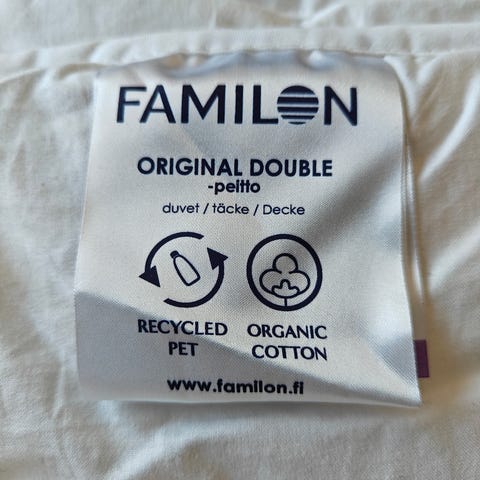 FAMILON
ORIGINAL DOUBLE
-peitto
duvet / täcke / Decke
RECYCLED PET
ORGANIC COTTON
www.familon.fi